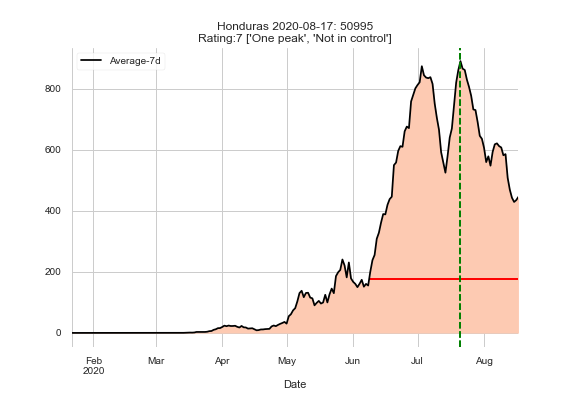 Honduras 2020-08-17: 50995
Rating:7 ['One peak', 'Not in control']
Average-7d
800
600
400
200
0
Feb
2020
Mar
Apr
May
Jun
Jul
Aug
Date